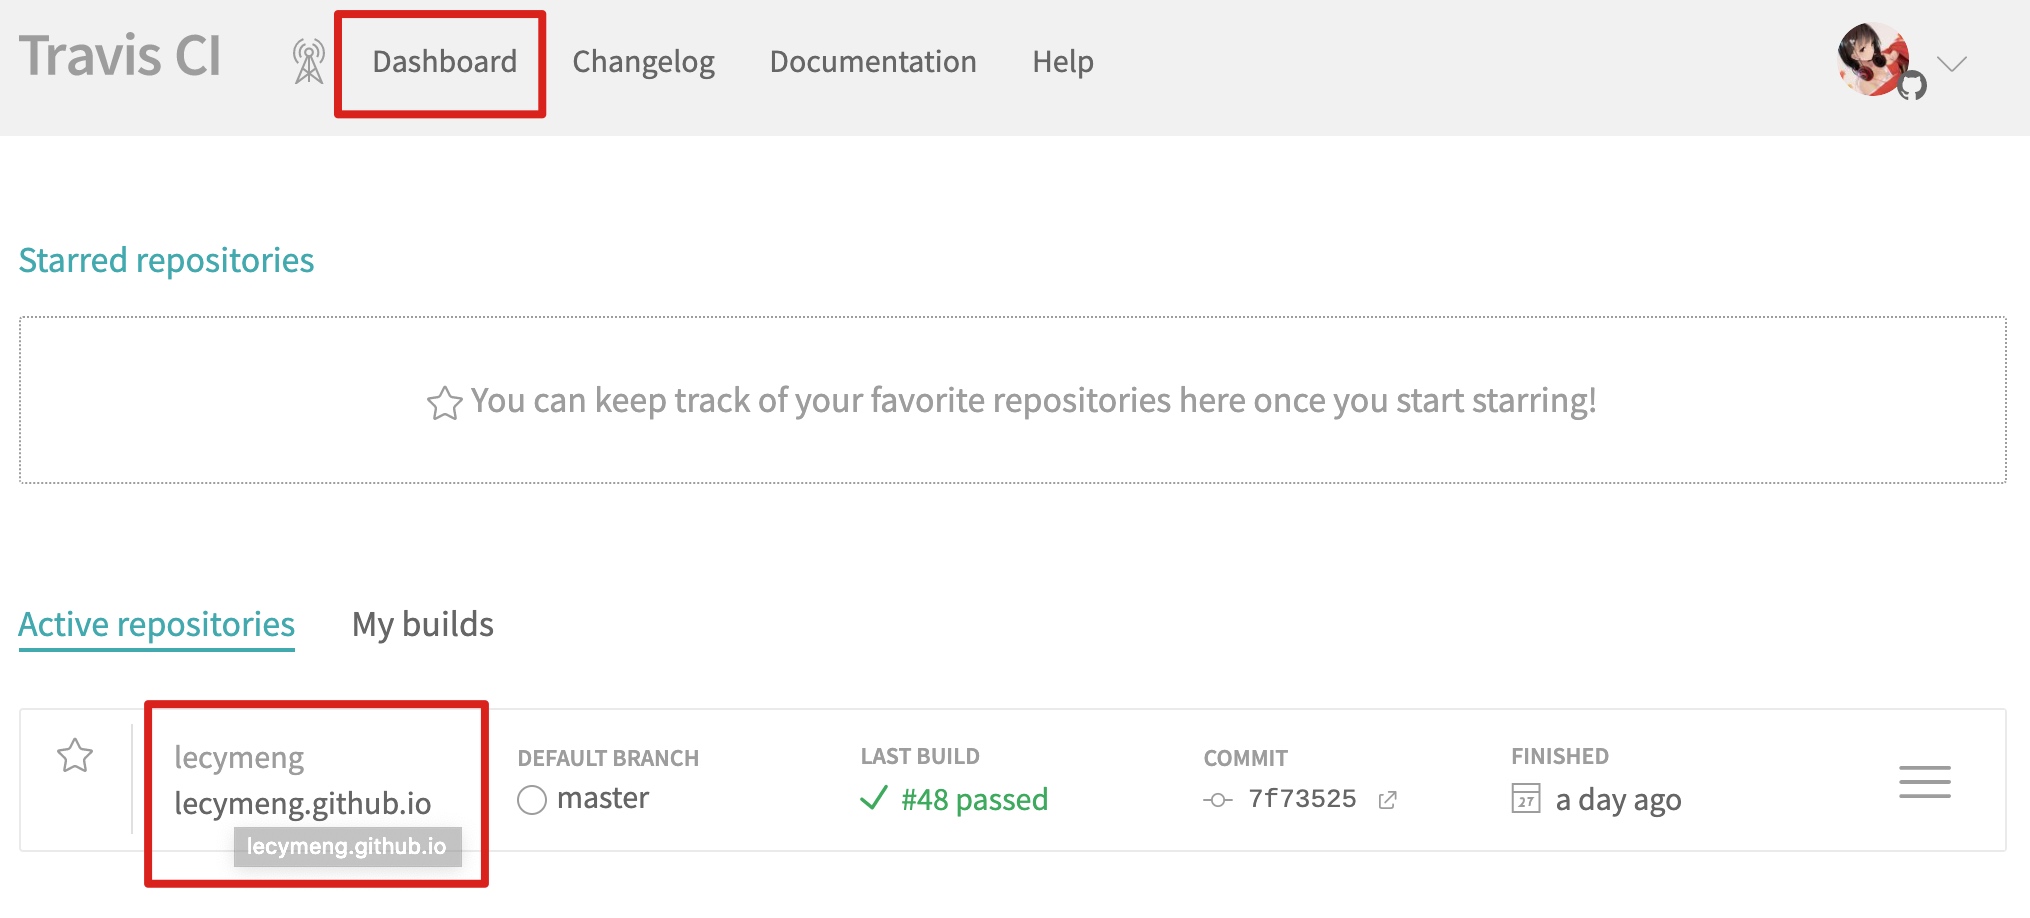 Travis CI
Dashboard
Changelog
Documentation
Help
Starred repositories
You can keep track of your favorite repositories here once you start starring!
Active repositories
My builds
lecymeng
lecymeng.github.io
lecymeng.github.io
DEFAULT BRANCH
master
LAST BUILD
#48 passed
COMMIT
7f73525
FINISHED
27
a day ago